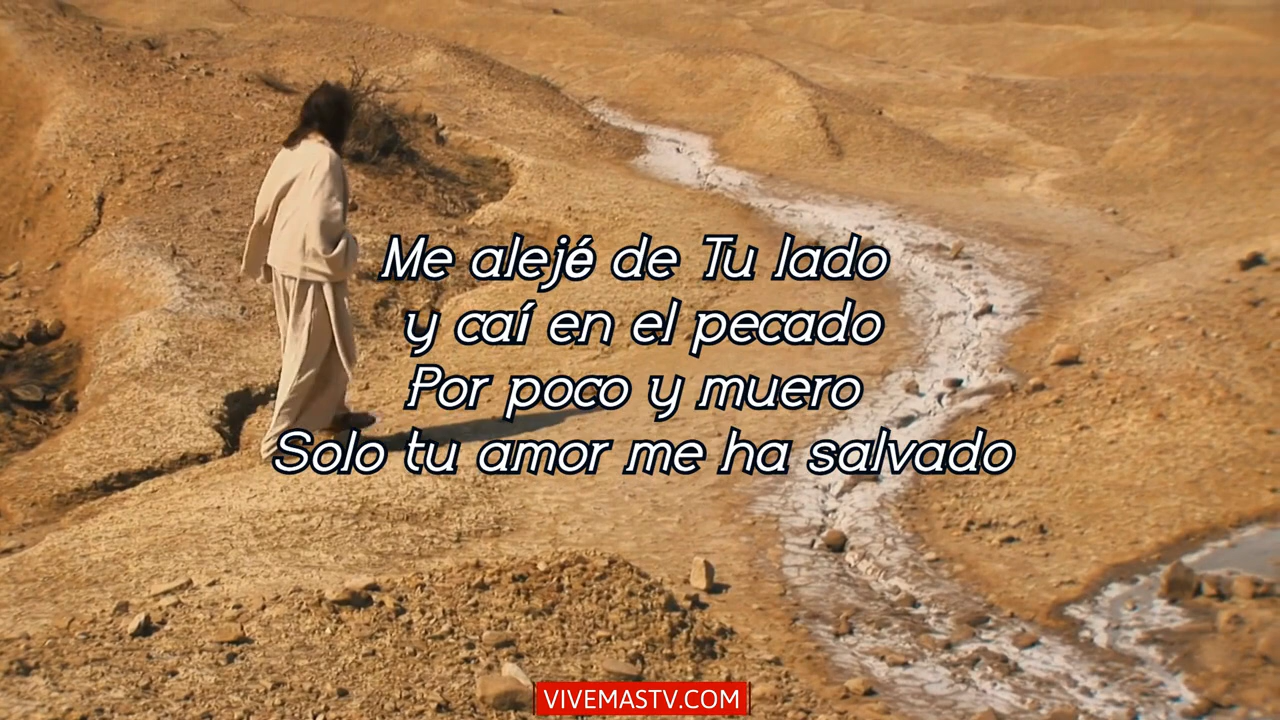 Me alejé de Tu lado
y caí en el pecado
Por poco y muero
Solo tu amor me ha salvado
VIVEMASTV.COM